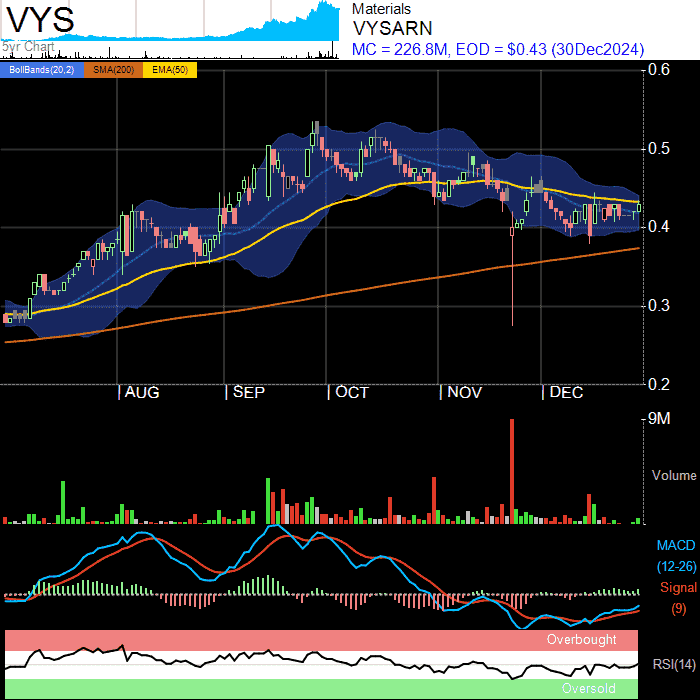 VYS
5yr Chart
Materials
VYSARN
MC = 226.8M, EOD = $0.43 (30Dec2024)
BollBands(20,2) SMA(200) EMA(50)
0.6
0.5
0.4
0.3
0.2
AUG SEP OCT NOV DEC
9M
Volume
MACD
(12-26)
Signal
(9)
Overbought
RSI(14)
Oversold